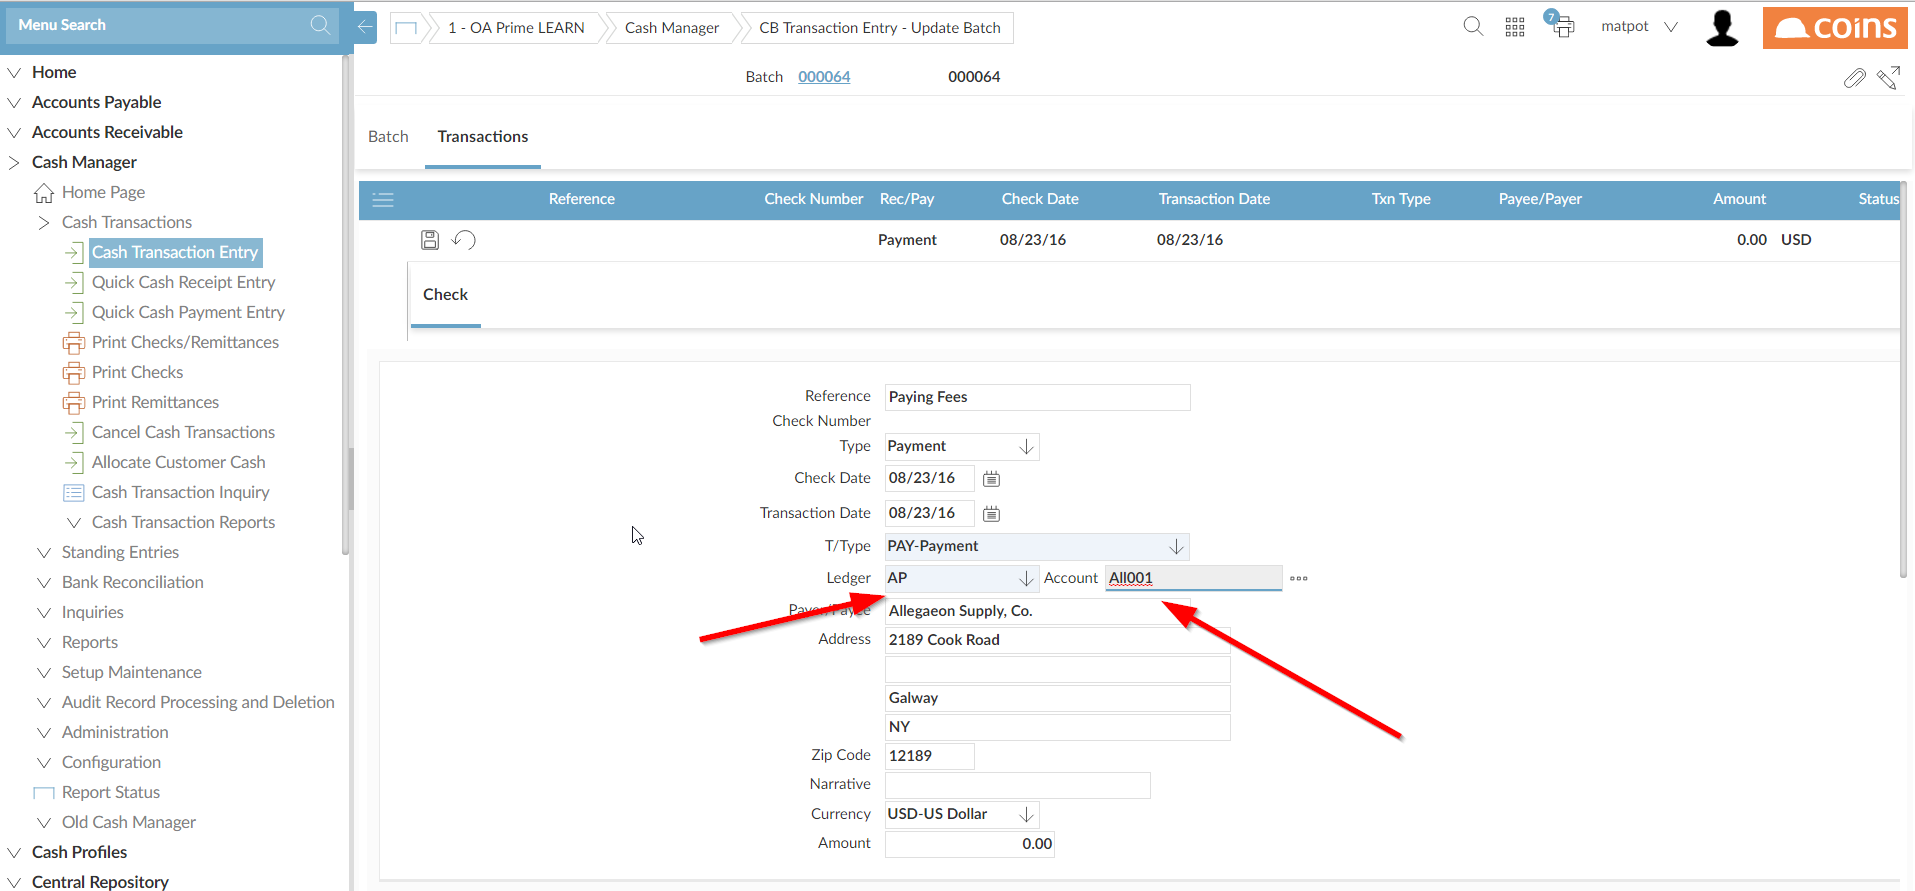 Menu Search
1 - OA Prime LEARN Cash Manager CB Transaction Entry - Update Batch
7
matpot
coins
Batch 000064 000064
Home
Accounts Payable
Accounts Receivable
Cash Manager
Home Page
Cash Transactions
Cash Transaction Entry
Quick Cash Receipt Entry
Quick Cash Payment Entry
Print Checks/Remittances
Print Checks
Print Remittances
Cancel Cash Transactions
Allocate Customer Cash
Cash Transaction Inquiry
Cash Transaction Reports
Standing Entries
Bank Reconciliation
Inquiries
Reports
Setup Maintenance
Audit Record Processing and Deletion
Administration
Configuration
Report Status
Old Cash Manager
Cash Profiles
Central Repository
Batch Transactions
Reference Check Number Rec/Pay Check Date Transaction Date Txn Type Payee/Payer Amount Status
Payment 08/23/16 08/23/16 0.00 USD
Check
Reference Paying Fees
Check Number
Type Payment
Check Date 08/23/16
Transaction Date 08/23/16
T/Type PAY-Payment
Ledger AP Account All001
Payer/Payee Allegaeon Supply, Co.
Address 2189 Cook Road
Galway
NY
Zip Code 12189
Narrative
Currency USD-US Dollar
Amount 0.00